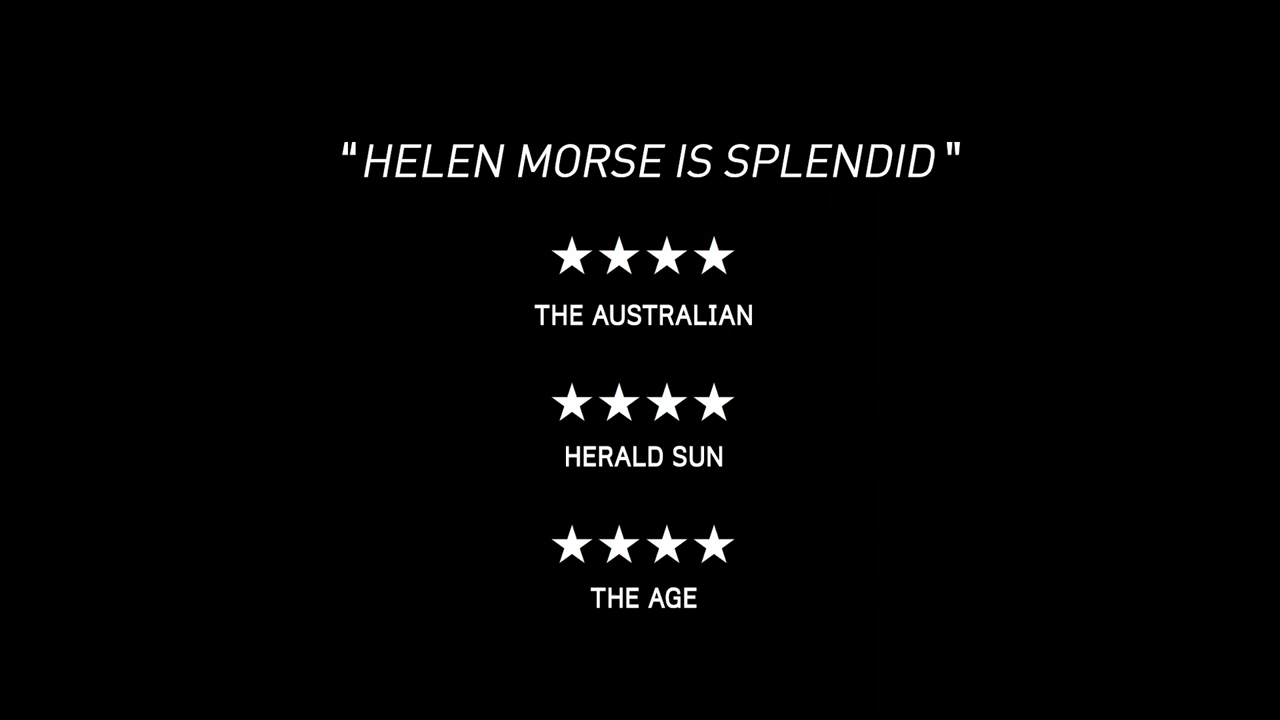 "HELEN MORSE IS SPLENDID"
★★★★
THE AUSTRALIAN
★★★★
HERALD SUN
★★★★
THE AGE